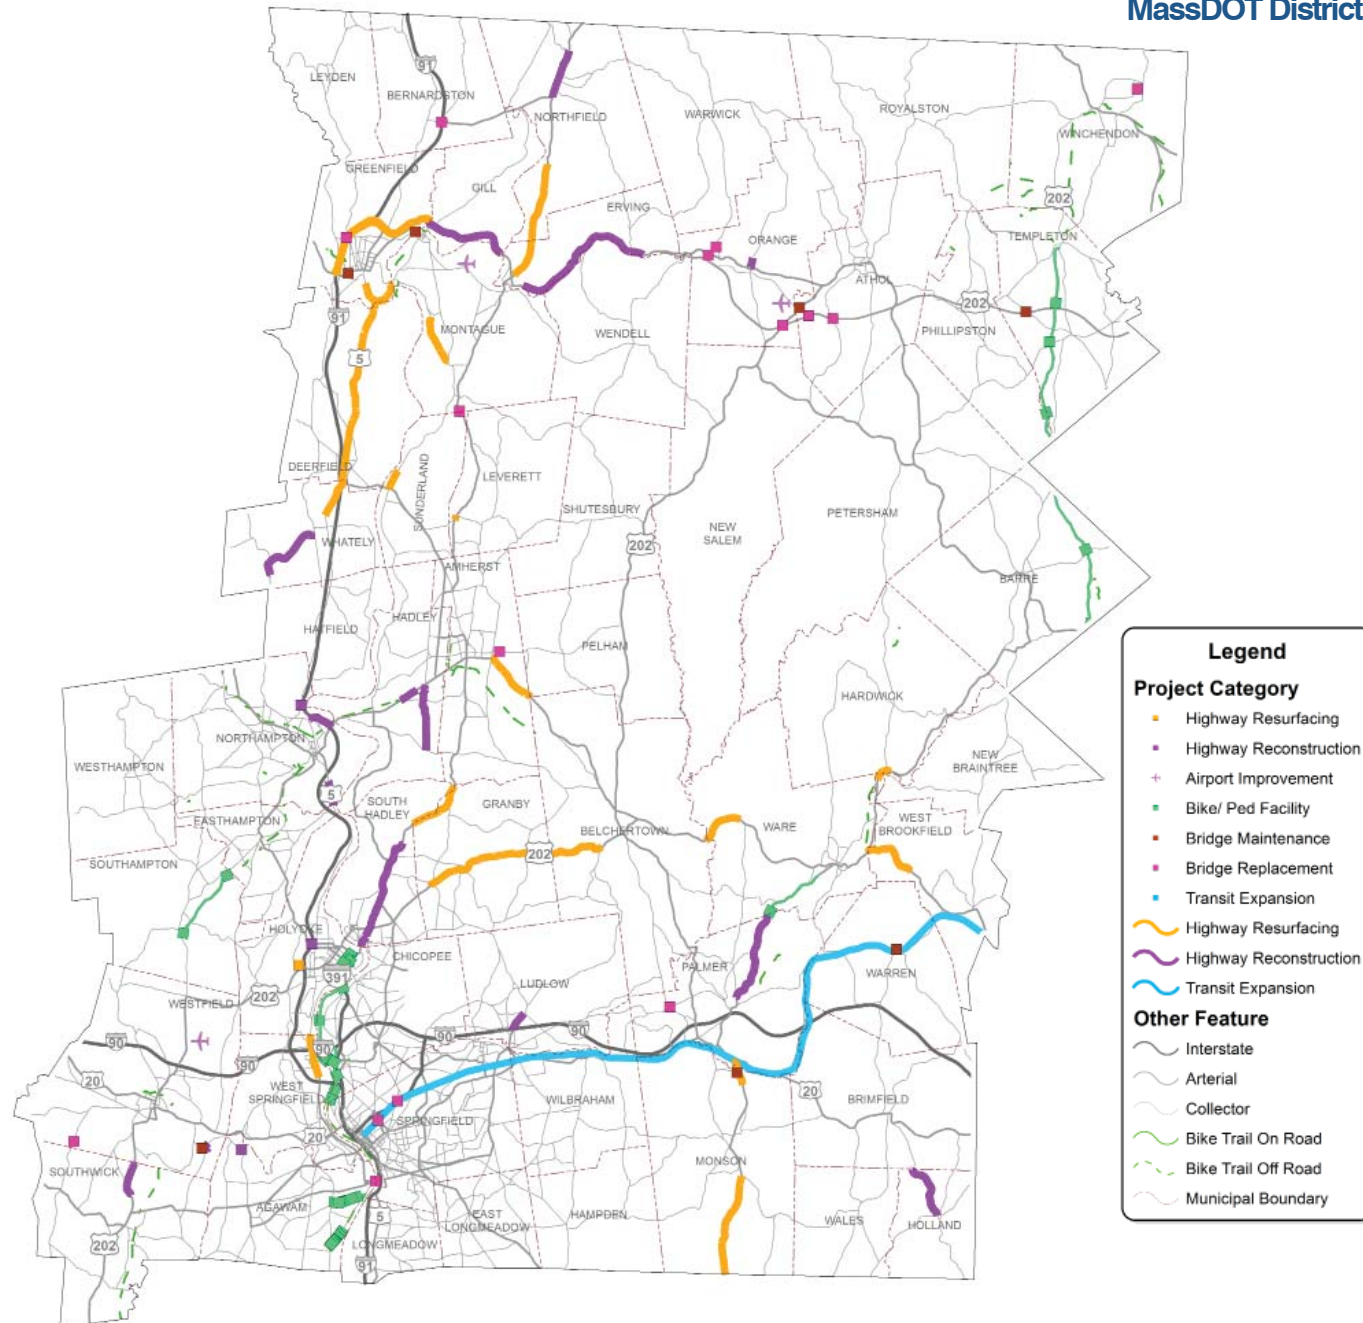 MassDOT District
91
LEYDEN
BERNARDSTON
NORTHFIELD
WARWICK
ROYALSTON
WINCHENDON
GREENFIELD
GILL
ERVING
202
ORANGE
TEMPLETON
ATHOL
202
91
MONTAGUE
WENDELL
PHILLIPSTON
5
DEERFIELD
SUNDERLAND
LEVERETT
SHUTESBURY
NEW
SALEM
PETERSHAM
202
WHATELY
AMHERST
BARRE
HATFIELD
HADLEY
PELHAM
HARDWICK
NORTHAMPTON
WESTHAMPTON
NEW
BRAINTREE
5
SOUTH
HADLEY
GRANBY
EASTHAMPTON
BELCHERTOWN
WARE
WEST
BROOKFIELD
202
SOUTHAMPTON
HOLYOKE
CHICOPEE
391
PALMER
WARREN
LUDLOW
WESTFIELD
202
90
90
90
90
90
20
WEST
SPRINGFIELD
WILBRAHAM
20
BRIMFIELD
SPRINGFIELD
20
MONSON
SOUTHWICK
AGAWAM
5
EAST
LONGMEADOW
HAMPDEN
WALES
HOLLAND
202
LONGMEADOW
91
Legend
Project Category
Highway Resurfacing
Highway Reconstruction
Airport Improvement
Bike/ Ped Facility
Bridge Maintenance
Bridge Replacement
Transit Expansion
Highway Resurfacing
Highway Reconstruction
Transit Expansion
Other Feature
Interstate
Arterial
Collector
Bike Trail On Road
Bike Trail Off Road
Municipal Boundary